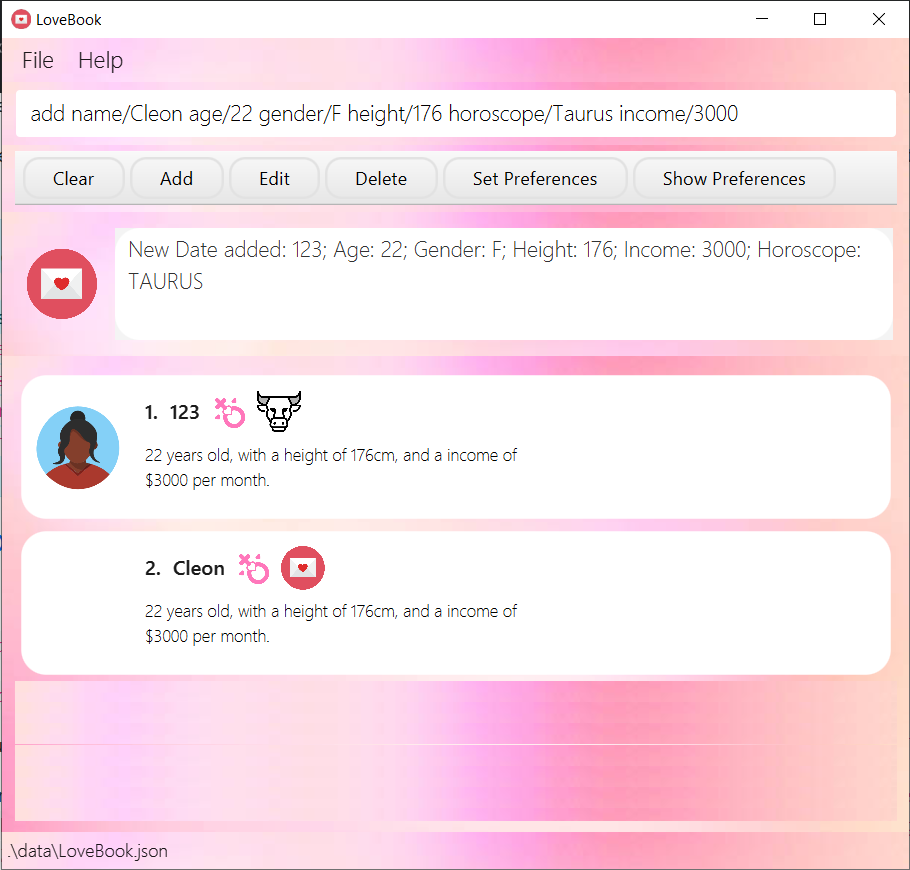 LoveBook
File Help
add name/Cleon age/22 gender/F height/176 horoscope/Taurus income/3000
Clear Add Edit Delete Set Preferences Show Preferences
New Date added: 123; Age: 22; Gender: F; Height: 176; Income: 3000; Horoscope:
TAURUS
1. 123
22 years old, with a height of 176cm, and a income of
$3000 per month.
2. Cleon
22 years old, with a height of 176cm, and a income of
$3000 per month.
.\data\LoveBook.json